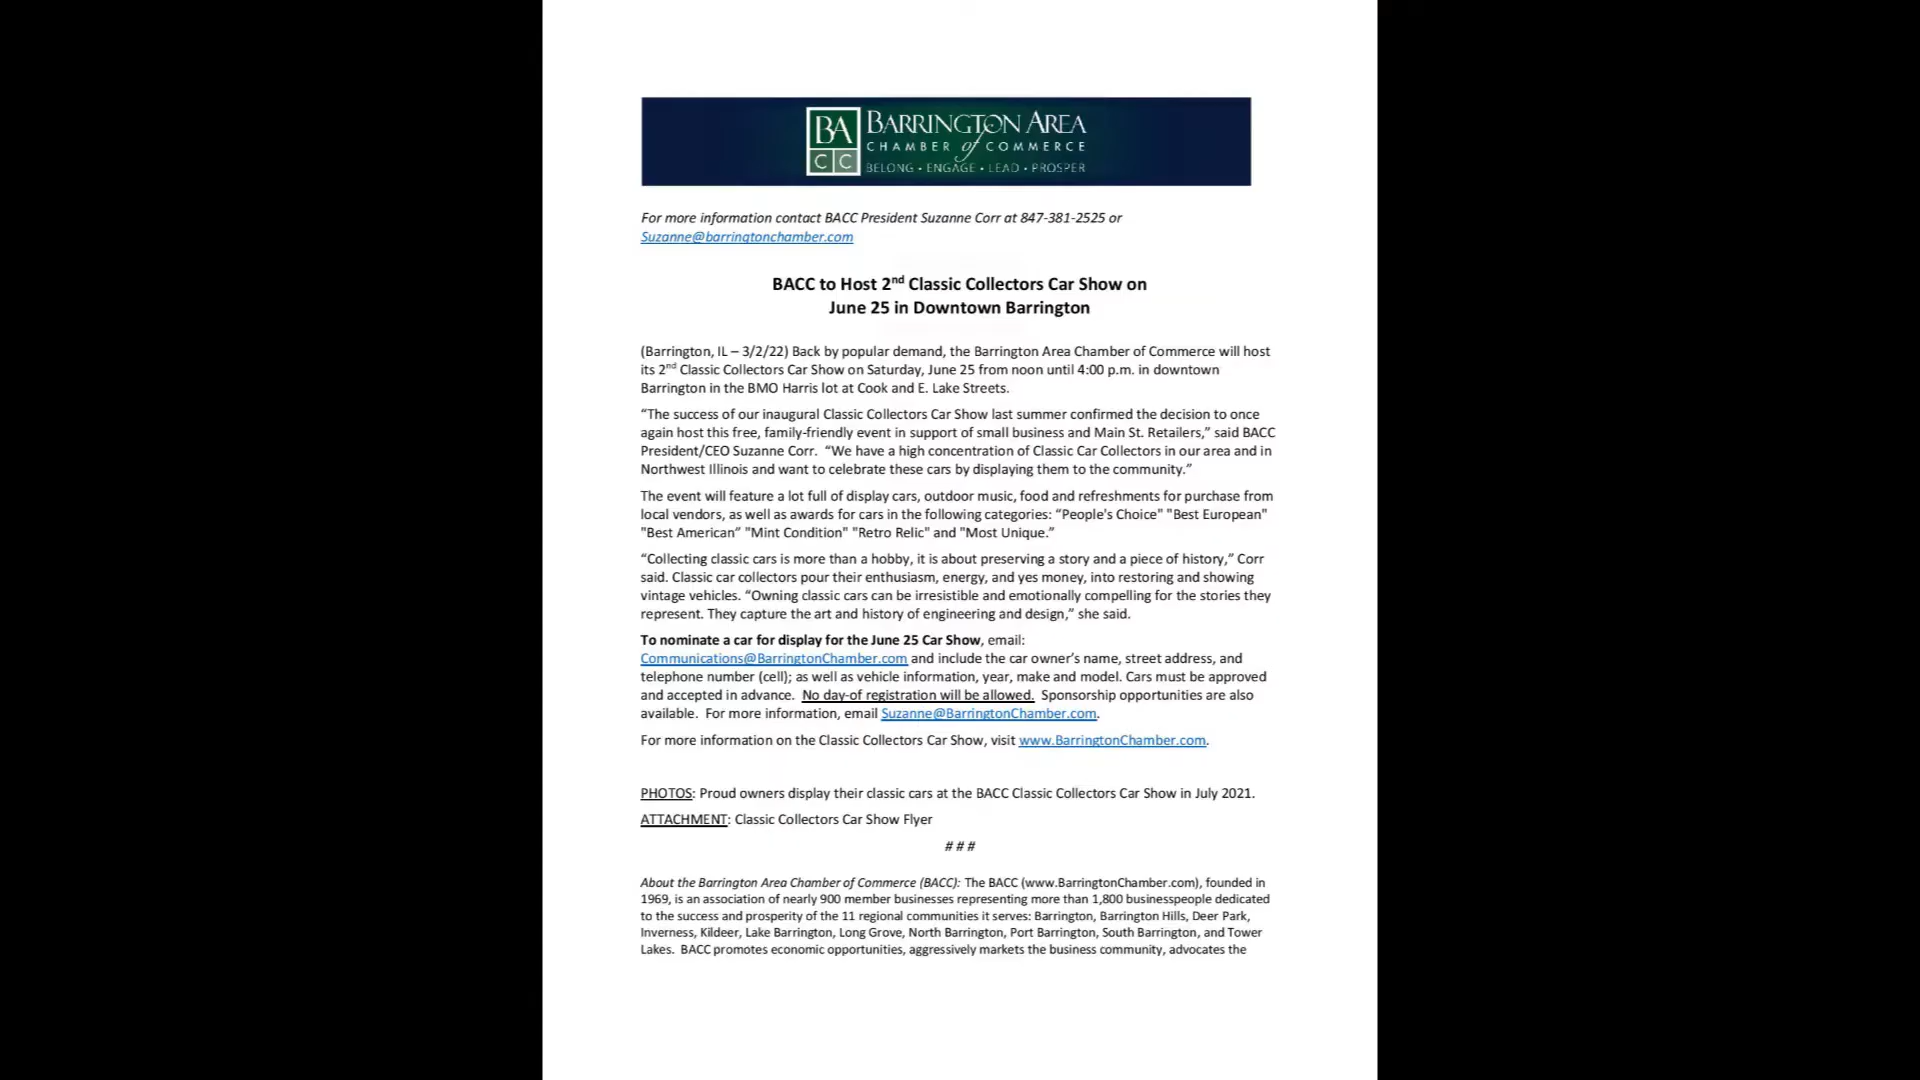 BA
CC
BARRINGTON AREA
CHAMBER of COMMERCE
BELONG • ENGAGE • LEAD • PROSPER
For more information contact BACC President Suzanne Corr at 847-381-2525 or
Suzanne@barringtonchamber.com
BACC to Host 2nd Classic Collectors Car Show on
June 25 in Downtown Barrington
(Barrington, IL – 3/2/22) Back by popular demand, the Barrington Area Chamber of Commerce will host
its 2nd Classic Collectors Car Show on Saturday, June 25 from noon until 4:00 p.m. in downtown
Barrington in the BMO Harris lot at Cook and E. Lake Streets.
“The success of our inaugural Classic Collectors Car Show last summer confirmed the decision to once
again host this free, family-friendly event in support of small business and Main St. Retailers,” said BACC
President/CEO Suzanne Corr.  “We have a high concentration of Classic Car Collectors in our area and in
Northwest Illinois and want to celebrate these cars by displaying them to the community.”
The event will feature a lot full of display cars, outdoor music, food and refreshments for purchase from
local vendors, as well as awards for cars in the following categories: “People's Choice" "Best European"
"Best American” "Mint Condition" "Retro Relic" and "Most Unique.”
“Collecting classic cars is more than a hobby, it is about preserving a story and a piece of history,” Corr
said. Classic car collectors pour their enthusiasm, energy, and yes money, into restoring and showing
vintage vehicles. “Owning classic cars can be irresistible and emotionally compelling for the stories they
represent. They capture the art and history of engineering and design,” she said.
To nominate a car for display for the June 25 Car Show, email:
Communications@BarringtonChamber.com and include the car owner’s name, street address, and
telephone number (cell); as well as vehicle information, year, make and model. Cars must be approved
and accepted in advance.  No day-of registration will be allowed.  Sponsorship opportunities are also
available.  For more information, email Suzanne@BarringtonChamber.com.
For more information on the Classic Collectors Car Show, visit www.BarringtonChamber.com.
PHOTOS: Proud owners display their classic cars at the BACC Classic Collectors Car Show in July 2021.
ATTACHMENT: Classic Collectors Car Show Flyer
# # #
About the Barrington Area Chamber of Commerce (BACC): The BACC (www.BarringtonChamber.com), founded in
1969, is an association of nearly 900 member businesses representing more than 1,800 businesspeople dedicated
to the success and prosperity of the 11 regional communities it serves: Barrington, Barrington Hills, Deer Park,
Inverness, Kildeer, Lake Barrington, Long Grove, North Barrington, Port Barrington, South Barrington, and Tower
Lakes.  BACC promotes economic opportunities, aggressively markets the business community, advocates the